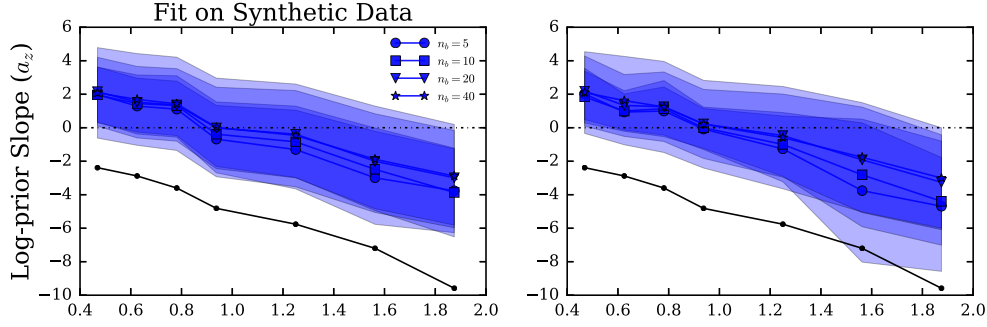 Fit on Synthetic Data
Log-prior Slope (a_z)
6
4
2
0
−2
−4
−6
−8
−10
0.4 0.6 0.8 1.0 1.2 1.4 1.6 1.8 2.0
n_b = 5
n_b = 10
n_b = 20
n_b = 40
6
4
2
0
−2
−4
−6
−8
−10
0.4 0.6 0.8 1.0 1.2 1.4 1.6 1.8 2.0